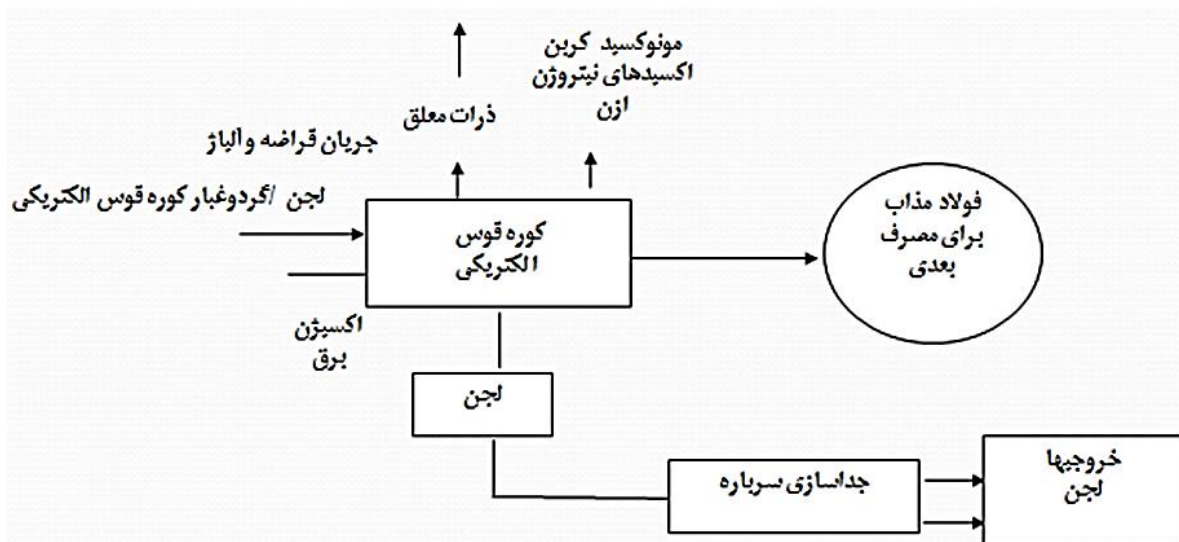 مونوکسید کربن
اکسیدهای نیتروژن
ازن
ذرات معلق
جریان قراضه و آلیاژ
لجن /گردوغبار کوره قوس الکتریکی
کوره قوس
الکتریکی
فولاد مذاب
برای مصرف
بعدی
اکسیژن
برق
لجن
جداسازی سرباره
خروجیها
لجن